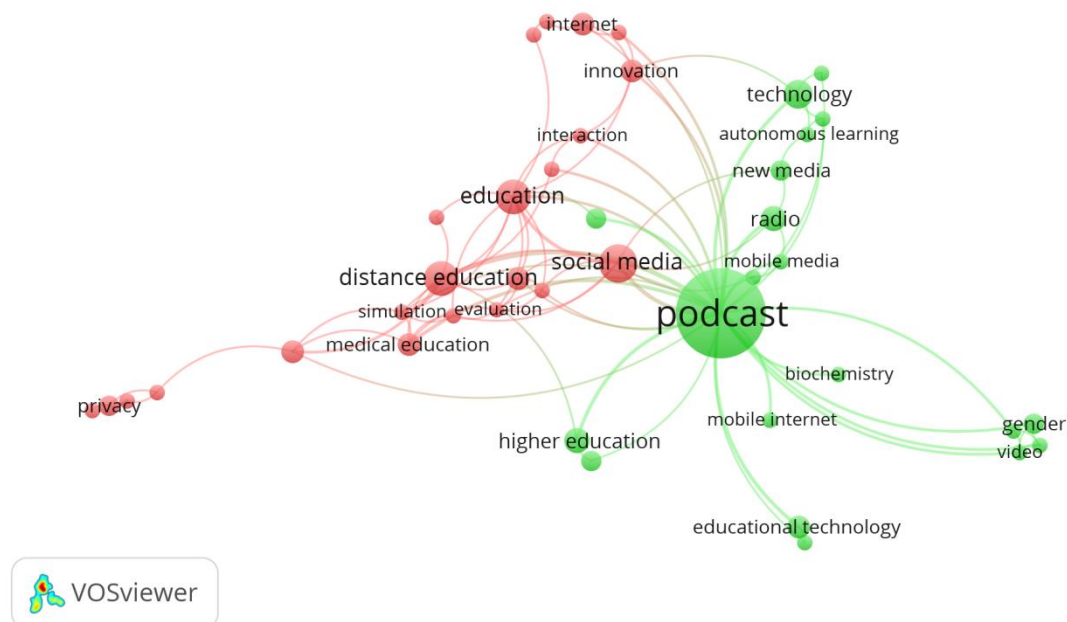 internet
innovation
technology
interaction
autonomous learning
new media
education
radio
social media
mobile media
distance education
simulation
evaluation
podcast
medical education
biochemistry
privacy
mobile internet
gender
higher education
video
educational technology
VOSviewer